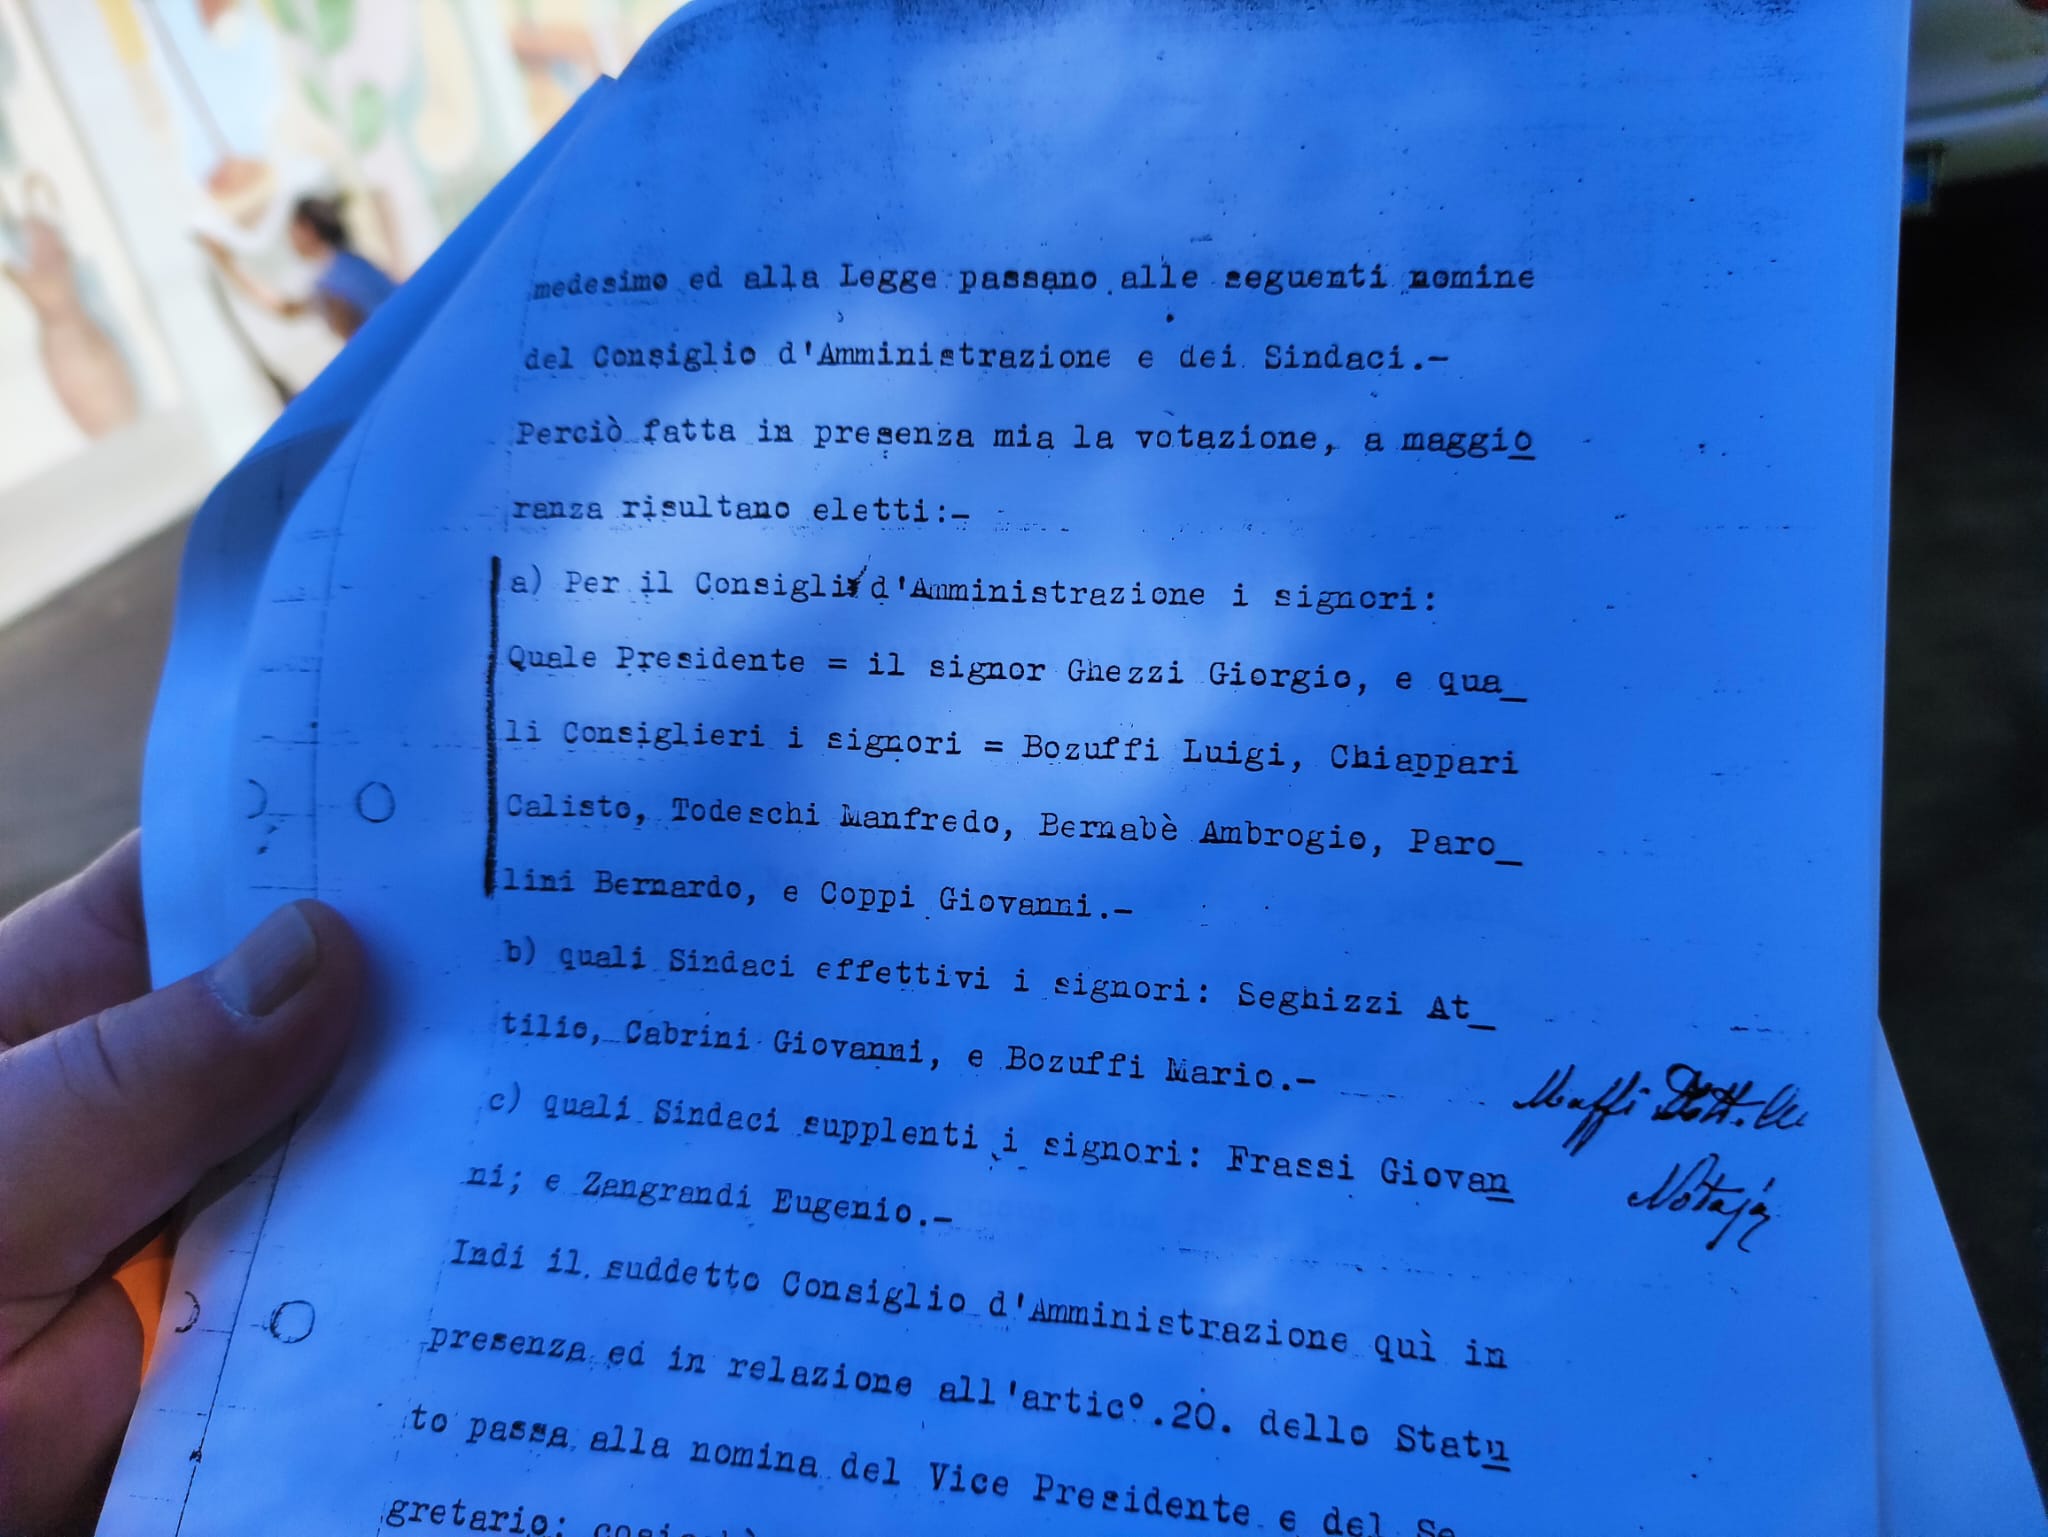 medesimo ed alla Legge passano alle seguenti nomine
del Consiglio d'Amministrazione e dei Sindaci.-
Perciò fatta in presenza mia la votazione, a maggio
ranza risultano eletti:-
a) Per il Consigli d'Amministrazione i signori:
Quale Presidente = il signor Ghezzi Giorgio, e qua_
li Consiglieri i signori = Bozuffi Luigi, Chiappari
Calisto, Todeschi Manfredo, Bernabè Ambrogio, Paro_
lini Bernardo, e Coppi Giovanni.-
b) quali Sindaci effettivi i signori: Seghizzi At_
tilio, Cabrini Giovanni, e Bozuffi Mario.-
Maffi Dott.
c) quali Sindaci supplenti i signori: Frassi Giovan
Notajo
ni; e Zangrandi Eugenio.-
Indi il suddetto Consiglio d'Amministrazione quì in
presenza ed in relazione all'artic°.20. dello Statu
to passa alla nomina del Vice Presidente e del Se
gretario: